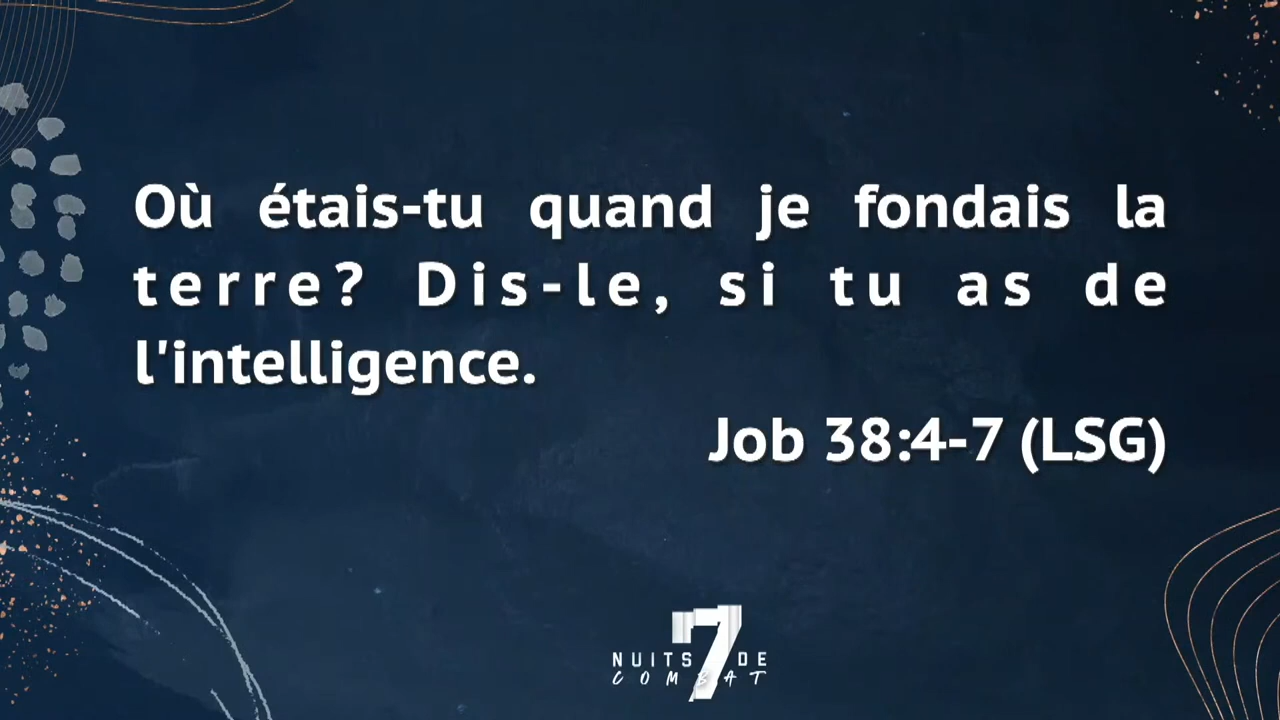 Où étais-tu quand je fondais la
terre? Dis-le, si tu as de
l'intelligence.
Job 38:4-7 (LSG)
7
NUITS DE
COMBAT